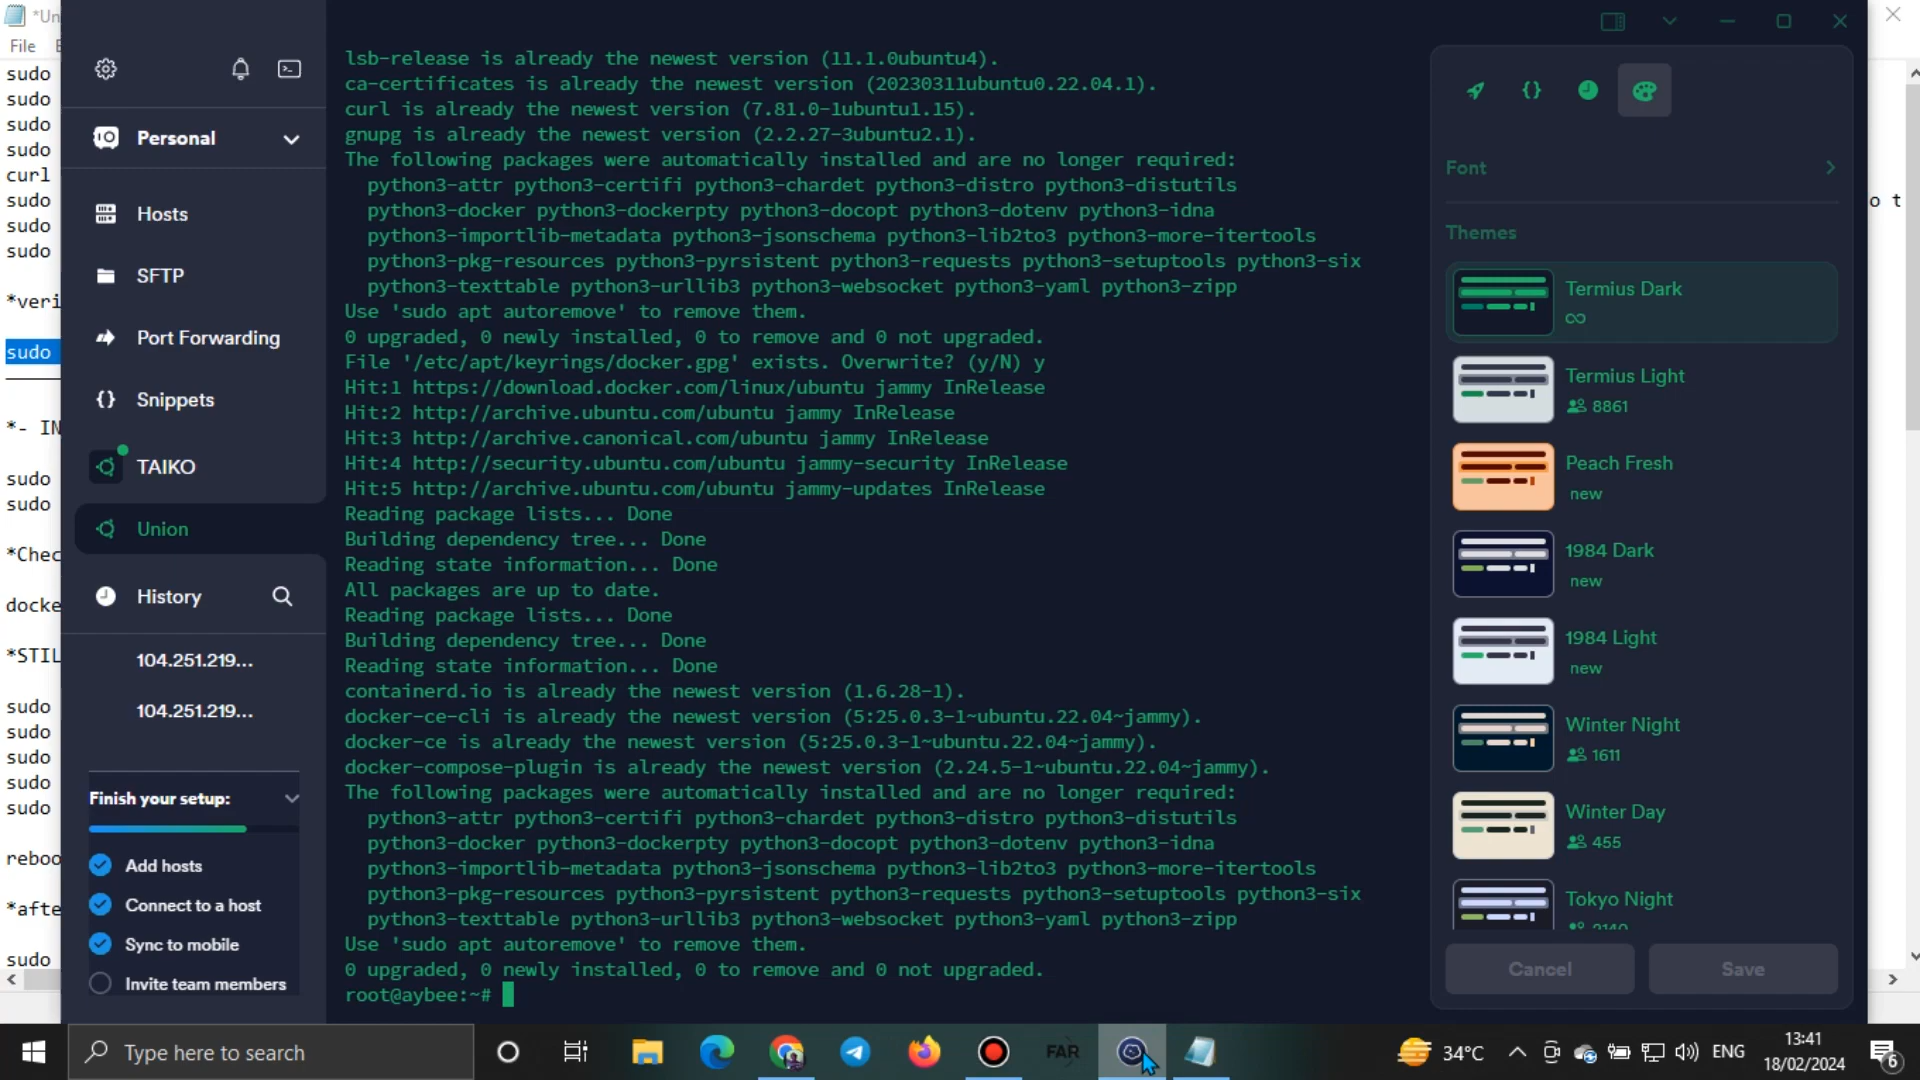 *Un
File
sudo
sudo
sudo
sudo
curl
sudo
sudo
sudo
*veri
sudo
*- IN
sudo
sudo
*Chec
docke
*STIL
sudo
sudo
sudo
sudo
sudo
reboo
*afte
sudo
o t
Personal
Hosts
SFTP
Port Forwarding
Snippets
TAIKO
Union
History
104.251.219...
104.251.219...
Finish your setup:
Add hosts
Connect to a host
Sync to mobile
Invite team members
lsb-release is already the newest version (11.1.0ubuntu4).
ca-certificates is already the newest version (20230311ubuntu0.22.04.1).
curl is already the newest version (7.81.0-1ubuntu1.15).
gnupg is already the newest version (2.2.27-3ubuntu2.1).
The following packages were automatically installed and are no longer required:
python3-attr python3-certifi python3-chardet python3-distro python3-distutils
python3-docker python3-dockerpty python3-docopt python3-dotenv python3-idna
python3-importlib-metadata python3-jsonschema python3-lib2to3 python3-more-itertools
python3-pkg-resources python3-pyrsistent python3-requests python3-setuptools python3-six
python3-texttable python3-urllib3 python3-websocket python3-yaml python3-zipp
Use 'sudo apt autoremove' to remove them.
0 upgraded, 0 newly installed, 0 to remove and 0 not upgraded.
File '/etc/apt/keyrings/docker.gpg' exists. Overwrite? (y/N) y
Hit:1 https://download.docker.com/linux/ubuntu jammy InRelease
Hit:2 http://archive.ubuntu.com/ubuntu jammy InRelease
Hit:3 http://archive.canonical.com/ubuntu jammy InRelease
Hit:4 http://security.ubuntu.com/ubuntu jammy-security InRelease
Hit:5 http://archive.ubuntu.com/ubuntu jammy-updates InRelease
Reading package lists... Done
Building dependency tree... Done
Reading state information... Done
All packages are up to date.
Reading package lists... Done
Building dependency tree... Done
Reading state information... Done
containerd.io is already the newest version (1.6.28-1).
docker-ce-cli is already the newest version (5:25.0.3-1~ubuntu.22.04~jammy).
docker-ce is already the newest version (5:25.0.3-1~ubuntu.22.04~jammy).
docker-compose-plugin is already the newest version (2.24.5-1~ubuntu.22.04~jammy).
The following packages were automatically installed and are no longer required:
python3-attr python3-certifi python3-chardet python3-distro python3-distutils
python3-docker python3-dockerpty python3-docopt python3-dotenv python3-idna
python3-importlib-metadata python3-jsonschema python3-lib2to3 python3-more-itertools
python3-pkg-resources python3-pyrsistent python3-requests python3-setuptools python3-six
python3-texttable python3-urllib3 python3-websocket python3-yaml python3-zipp
Use 'sudo apt autoremove' to remove them.
0 upgraded, 0 newly installed, 0 to remove and 0 not upgraded.
root@aybee:~#
Font
Themes
Termius Dark
∞
Termius Light
8861
Peach Fresh
new
1984 Dark
new
1984 Light
new
Winter Night
1611
Winter Day
455
Tokyo Night
Cancel
Save
Type here to search
FAR
34°C
ENG
13:41
18/02/2024
6